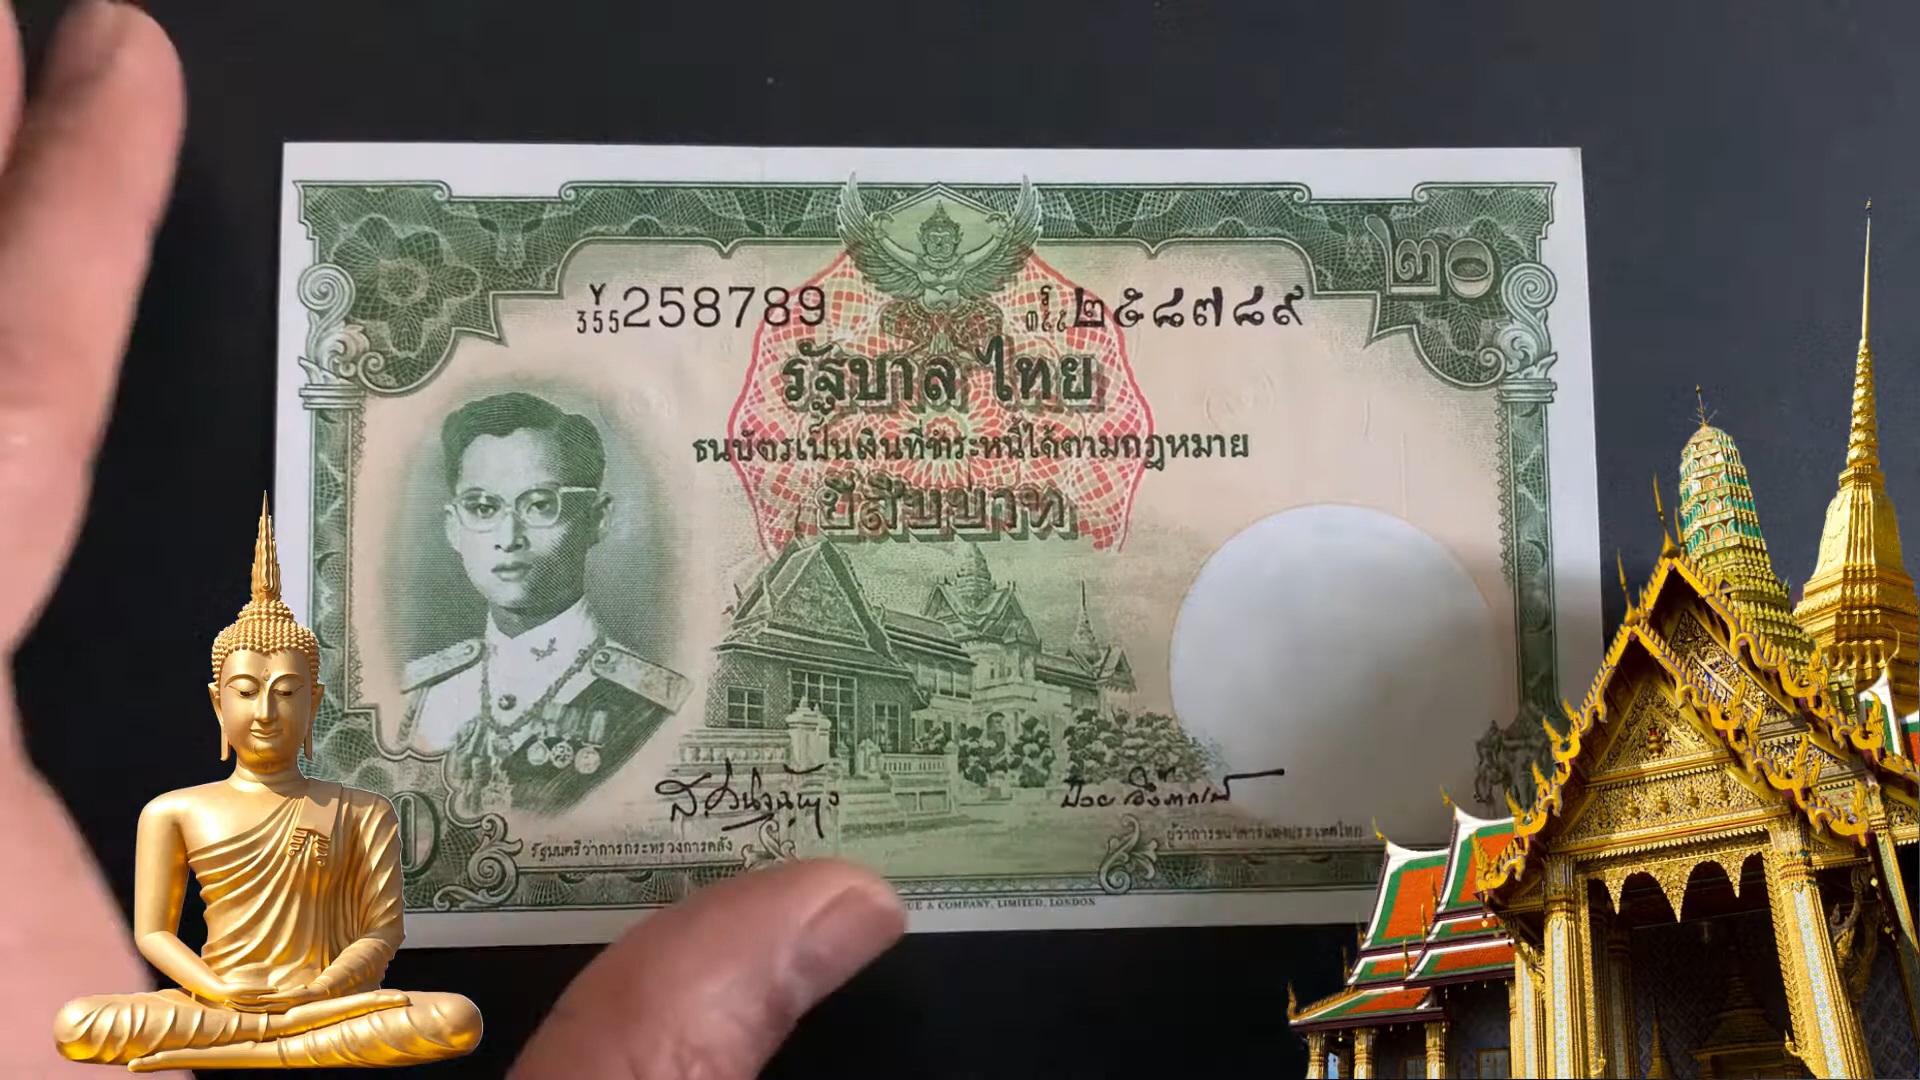 ๒๐
Y
355 258789
ร
๓๕๕ ๒๕๘๗๘๙
รัฐบาลไทย
ธนบัตรเป็นเงินที่ชำระหนี้ได้ตามกฎหมาย
ยี่สิบบาท
รัฐมนตรีว่าการกระทรวงการคลัง
ผู้ว่าการธนาคารแห่งประเทศไทย
& COMPANY, LIMITED, LONDON